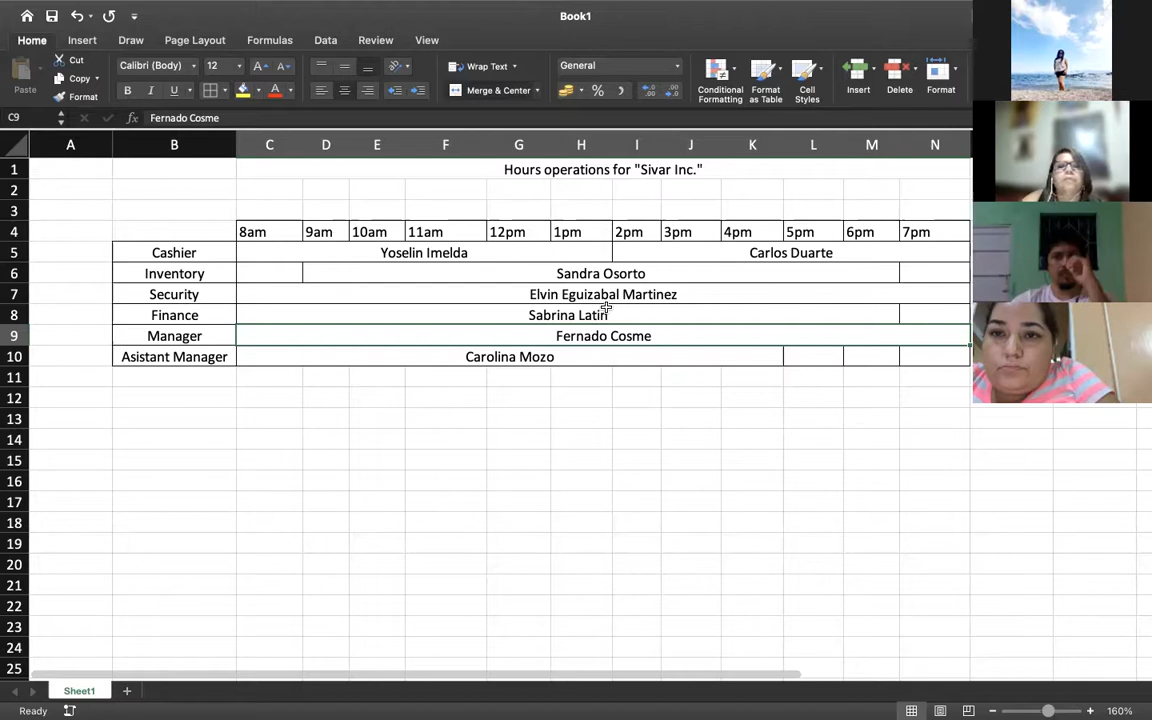 Book1
Home Insert Draw Page Layout Formulas Data Review View
Paste
Cut
Copy
Format
Calibri (Body) 12 A A
B I U A
Wrap Text
Merge & Center
General
%
Conditional Formatting
Format as Table
Cell Styles
Insert
Delete
Format
C9 fx Fernado Cosme
A B C D E F G H I J K L M N
1 Hours operations for "Sivar Inc."
2
3
4 8am 9am 10am 11am 12pm 1pm 2pm 3pm 4pm 5pm 6pm 7pm
5 Cashier Yoselin Imelda Carlos Duarte
6 Inventory Sandra Osorto
7 Security Elvin Eguizabal Martinez
8 Finance Sabrina Latin
9 Manager Fernado Cosme
10 Asistant Manager Carolina Mozo
11
12
13
14
15
16
17
18
19
20
21
22
23
24
25
Sheet1
Ready 160%